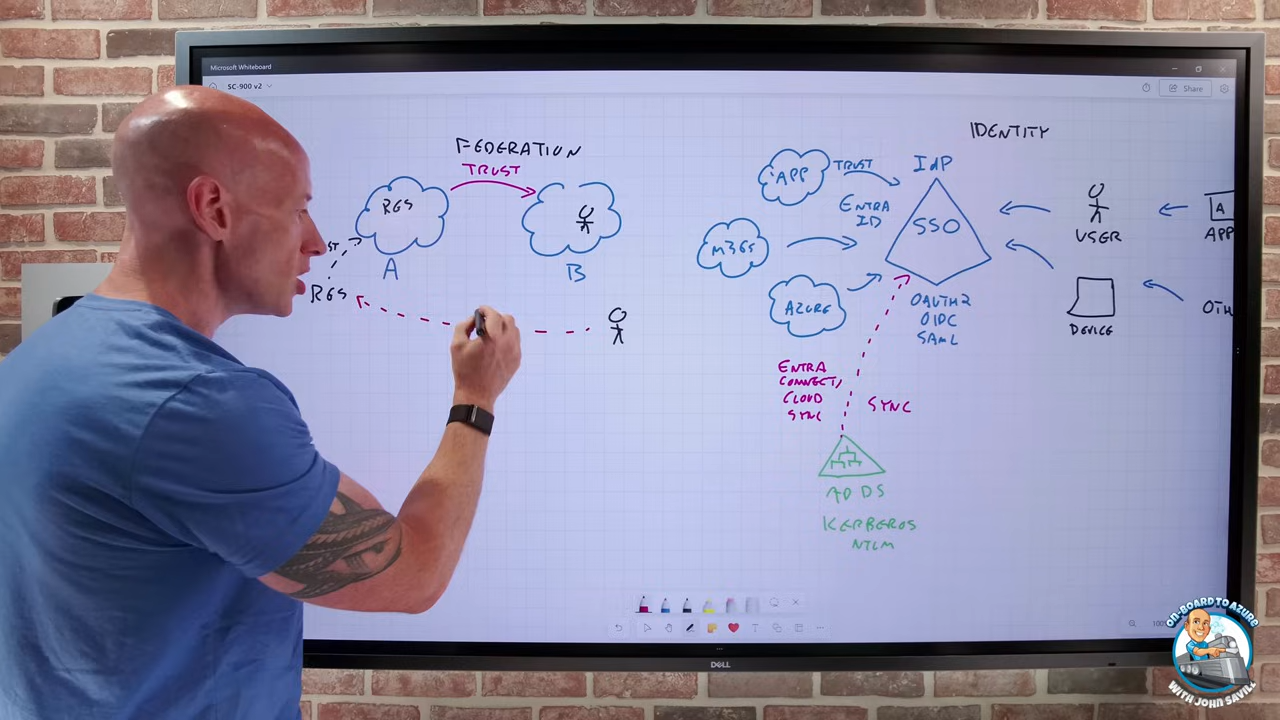 Microsoft Whiteboard
SC-900 v2
Share
FEDERATION
TRUST
RES
A
B
RES
IDENTITY
IdP
APP
TRUST
ENTRA
ID
SSO
M365
AZURE
OAUTH2
OIDC
SAML
USER
A
APP
DEVICE
OTH
ENTRA
CONNECT,
CLOUD
SYNC
SYNC
AD DS
KERBEROS
NTLM
DELL
ON-BOARD TO AZURE
WITH JOHN SAVILL